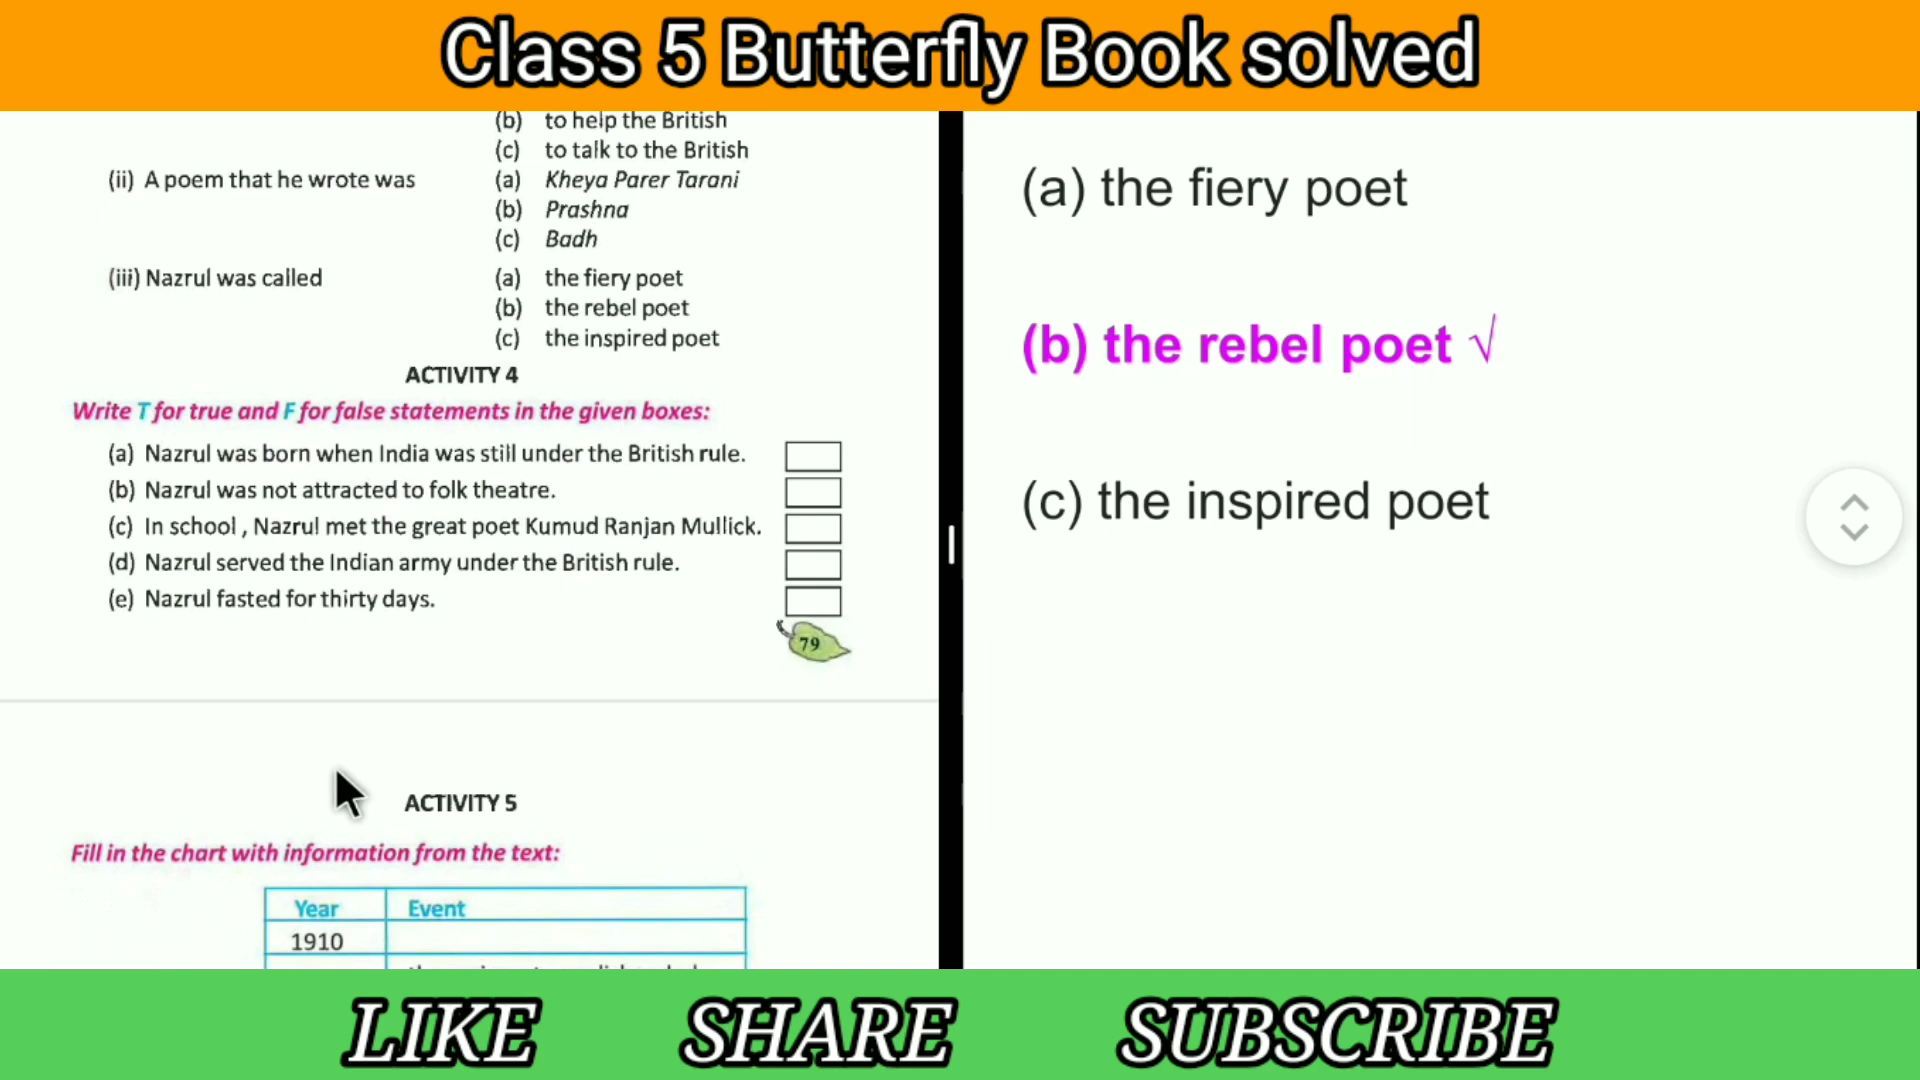 Class 5 Butterfly Book solved
(b) to help the British
(c) to talk to the British
(ii) A poem that he wrote was (a) Kheya Parer Tarani
(b) Prashna
(c) Badh
(iii) Nazrul was called (a) the fiery poet
(b) the rebel poet
(c) the inspired poet
ACTIVITY 4
Write T for true and F for false statements in the given boxes:
(a) Nazrul was born when India was still under the British rule.
(b) Nazrul was not attracted to folk theatre.
(c) In school , Nazrul met the great poet Kumud Ranjan Mullick.
(d) Nazrul served the Indian army under the British rule.
(e) Nazrul fasted for thirty days.
79
ACTIVITY 5
Fill in the chart with information from the text:
Year Event
1910
(a) the fiery poet
(b) the rebel poet √
(c) the inspired poet
LIKE SHARE SUBSCRIBE